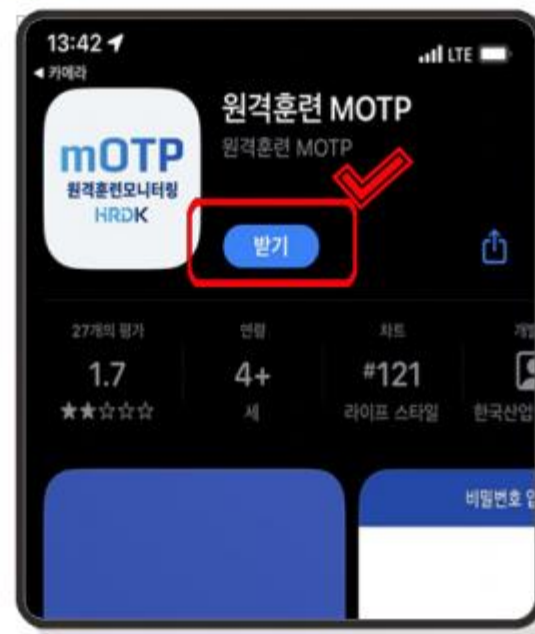 13:42
LTE
◀ 카메라
mOTP
원격훈련모니터링
HRDK
원격훈련 MOTP
원격훈련 MOTP
받기
27개의 평가
1.7
★★☆☆☆
연령
4+
세
차트
#121
라이프 스타일
개발
한국산업
비밀번호 입